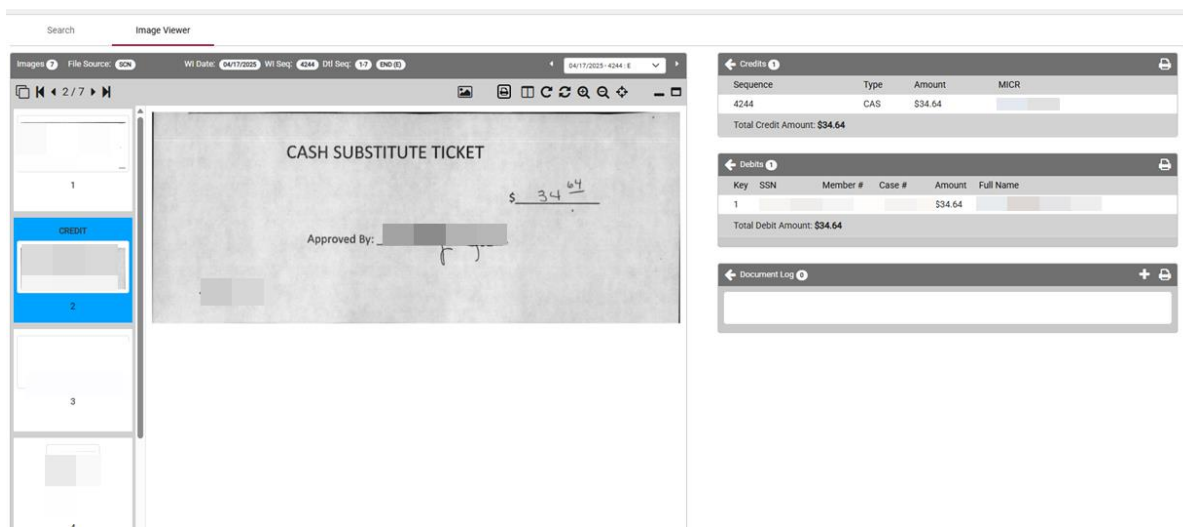 Search Image Viewer
Images 7 File Source: SCN WI Date: 04/17/2025 WI Seq: 4244 Dtl Seq: 1-7 END (E) 04/17/2025 - 4244 : E
2 / 7
1
CREDIT
2
3
CASH SUBSTITUTE TICKET
$ 34 64
Approved By:
Credits 1
Sequence Type Amount MICR
4244 CAS $34.64
Total Credit Amount: $34.64
Debits 1
Key SSN Member # Case # Amount Full Name
1 $34.64
Total Debit Amount: $34.64
Document Log 0